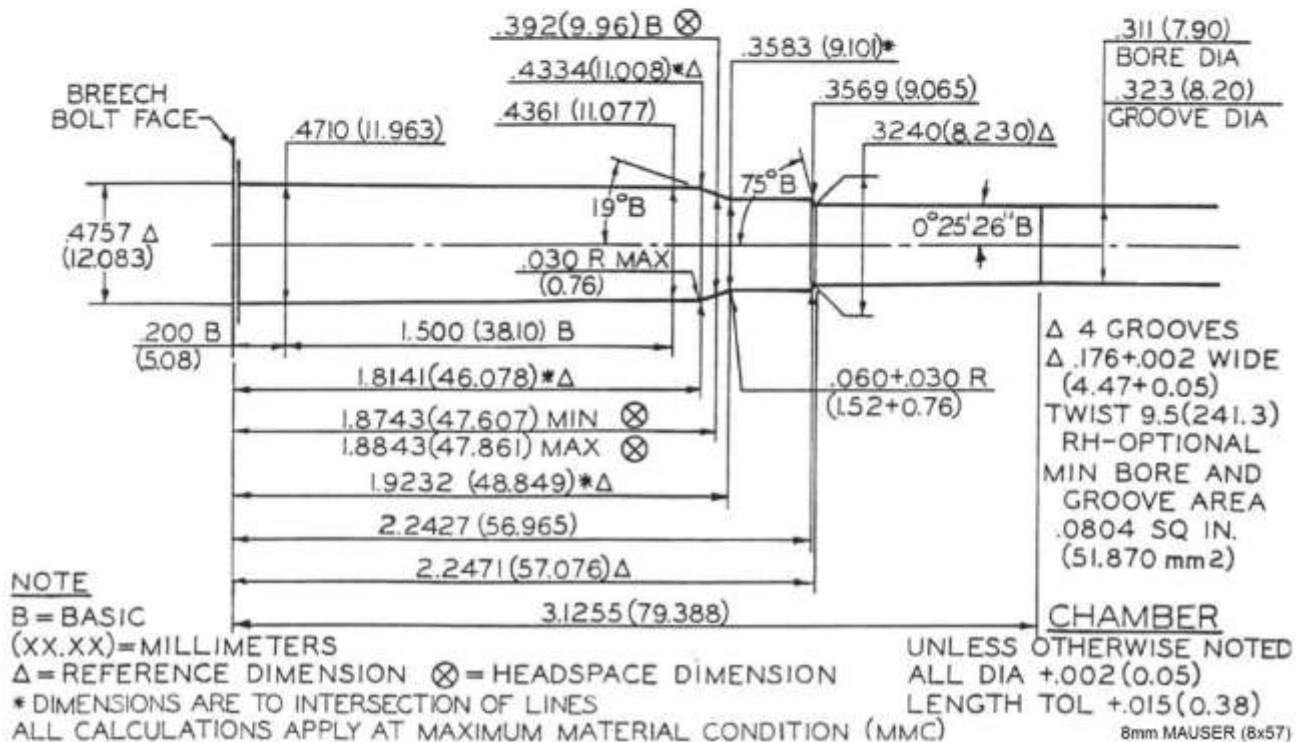 .392(9.96) B ⊗
.4334(11.008)*Δ
.4361 (11.077)
.3583 (9.101)*
.3569 (9.065)
.3240(8.230)Δ
.311 (7.90)
BORE DIA
.323 (8.20)
GROOVE DIA
BREECH
BOLT FACE
.4710 (11.963)
19°B
75°B
0°25'26"B
.4757 Δ
(12.083)
.030 R MAX
(0.76)
.200 B
(5.08)
1.500 (38.10) B
1.8141(46.078)*Δ
.060+.030 R
(1.52+0.76)
1.8743(47.607) MIN ⊗
1.8843(47.861) MAX ⊗
1.9232 (48.849)*Δ
2.2427 (56.965)
2.2471 (57.076)Δ
3.1255 (79.388)
Δ 4 GROOVES
Δ .176+.002 WIDE
(4.47+0.05)
TWIST 9.5(241.3)
RH-OPTIONAL
MIN BORE AND
GROOVE AREA
.0804 SQ IN.
(51.870 mm2)
NOTE
B = BASIC
(XX.XX)=MILLIMETERS
Δ = REFERENCE DIMENSION ⊗ = HEADSPACE DIMENSION
* DIMENSIONS ARE TO INTERSECTION OF LINES
ALL CALCULATIONS APPLY AT MAXIMUM MATERIAL CONDITION (MMC)
CHAMBER
UNLESS OTHERWISE NOTED
ALL DIA +.002(0.05)
LENGTH TOL +.015(0.38)
8mm MAUSER (8x57)